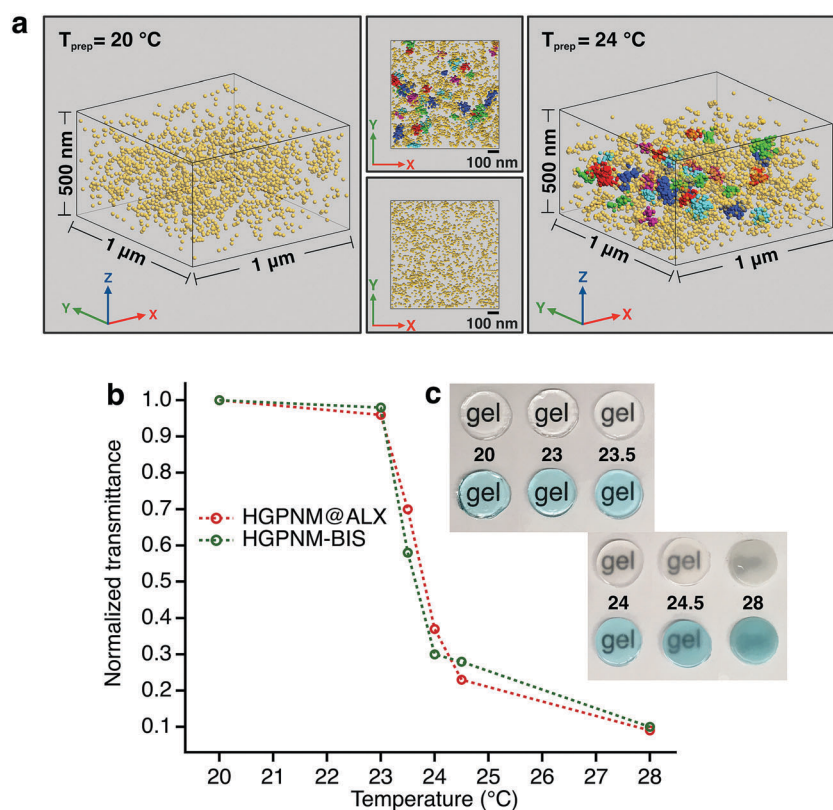 a
T_prep = 20 °C
500 nm
1 µm
1 µm
Z
Y
X
Y
X
100 nm
Y
X
100 nm
T_prep = 24 °C
500 nm
1 µm
1 µm
Z
Y
X
b
Normalized transmittance
1.0
0.9
0.8
0.7
0.6
0.5
0.4
0.3
0.2
0.1
HGPNM@ALX
HGPNM-BIS
20
21
22
23
24
25
26
27
28
Temperature (°C)
c
gel gel gel
20 23 23.5
gel gel gel
gel gel
24 24.5 28
gel gel